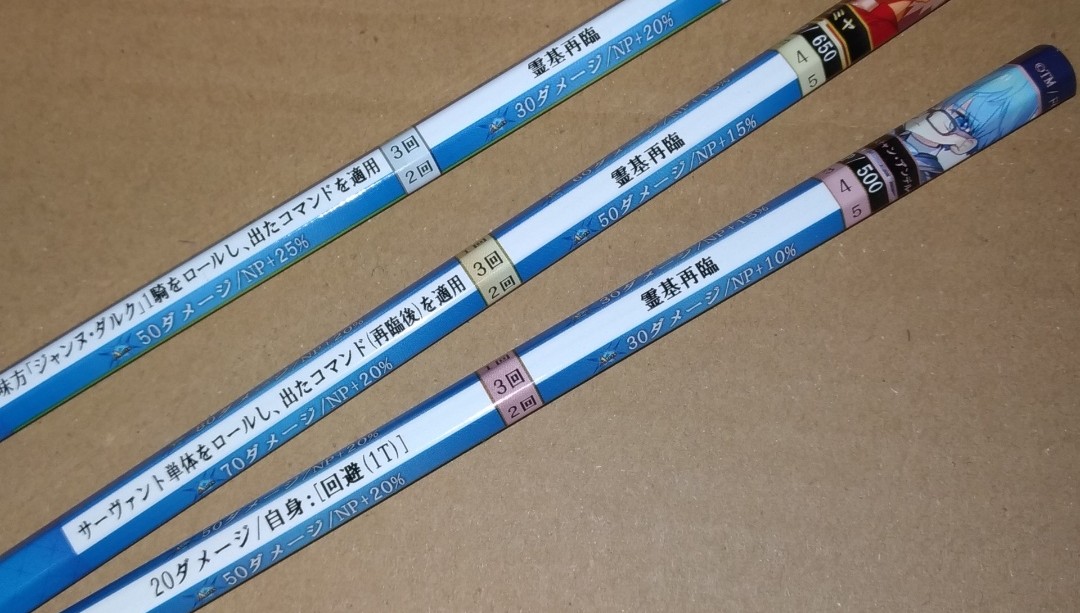 霊基再臨
30ダメージ/NP+20%
3回
2回
味方「ジャンヌ・ダルク」1騎をロールし、出たコマンドを適用
50ダメージ/NP+25%
650
4
5
霊基再臨
50ダメージ/NP+15%
3回
2回
サーヴァント単体をロールし、出たコマンド(再臨後)を適用
70ダメージ/NP+20%
©TM / 
500
4
5
霊基再臨
30ダメージ/NP+10%
3回
2回
20ダメージ/自身:[回避(1T)]
50ダメージ/NP+20%